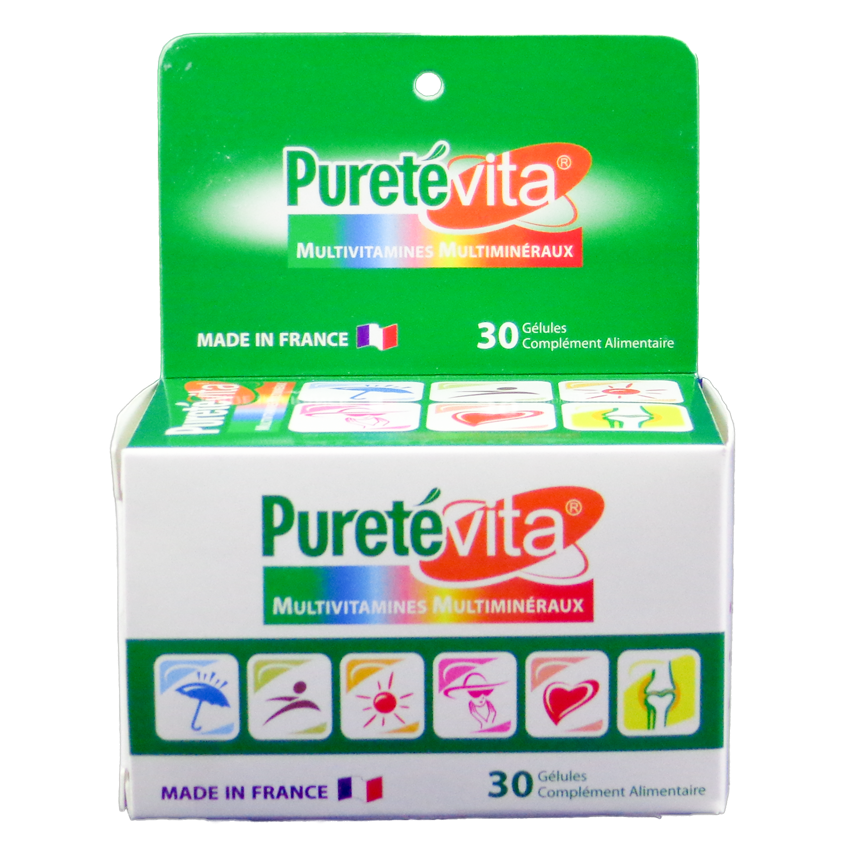 Puretévita®
MULTIVITAMINES MULTIMINÉRAUX
MADE IN FRANCE
30 Gélules
Complément Alimentaire
Puretévita
Puretévita®
MULTIVITAMINES MULTIMINÉRAUX
MADE IN FRANCE
30 Gélules
Complément Alimentaire